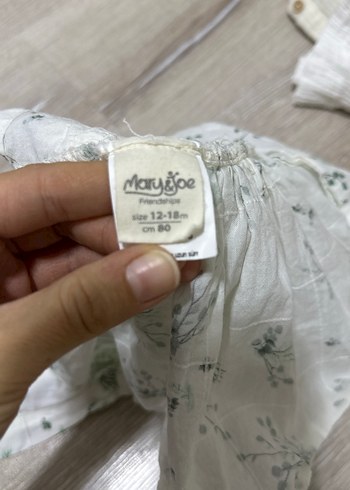 Mary&Joe
Friendships
size 12-18m
cm 80